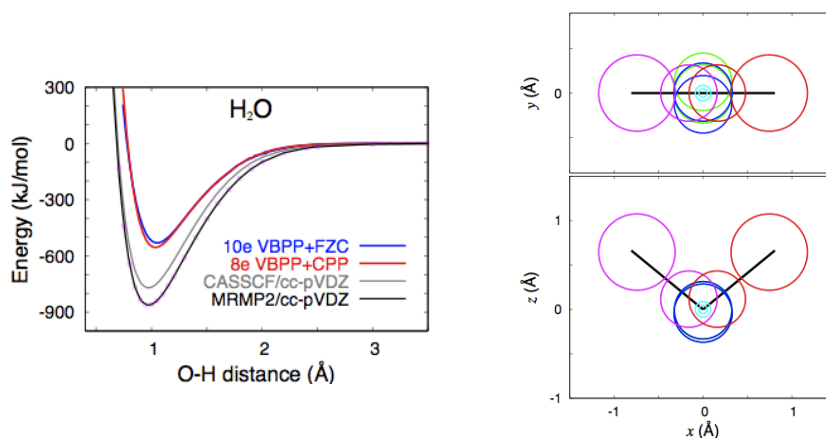 H₂O
Energy (kJ/mol)
300
0
-300
-600
-900
10e VBPP+FZC
8e VBPP+CPP
CASSCF/cc-pVDZ
MRMP2/cc-pVDZ
1
2
3
O-H distance (Å)
y (Å)
0
z (Å)
1
0
-1
-1
0
1
x (Å)